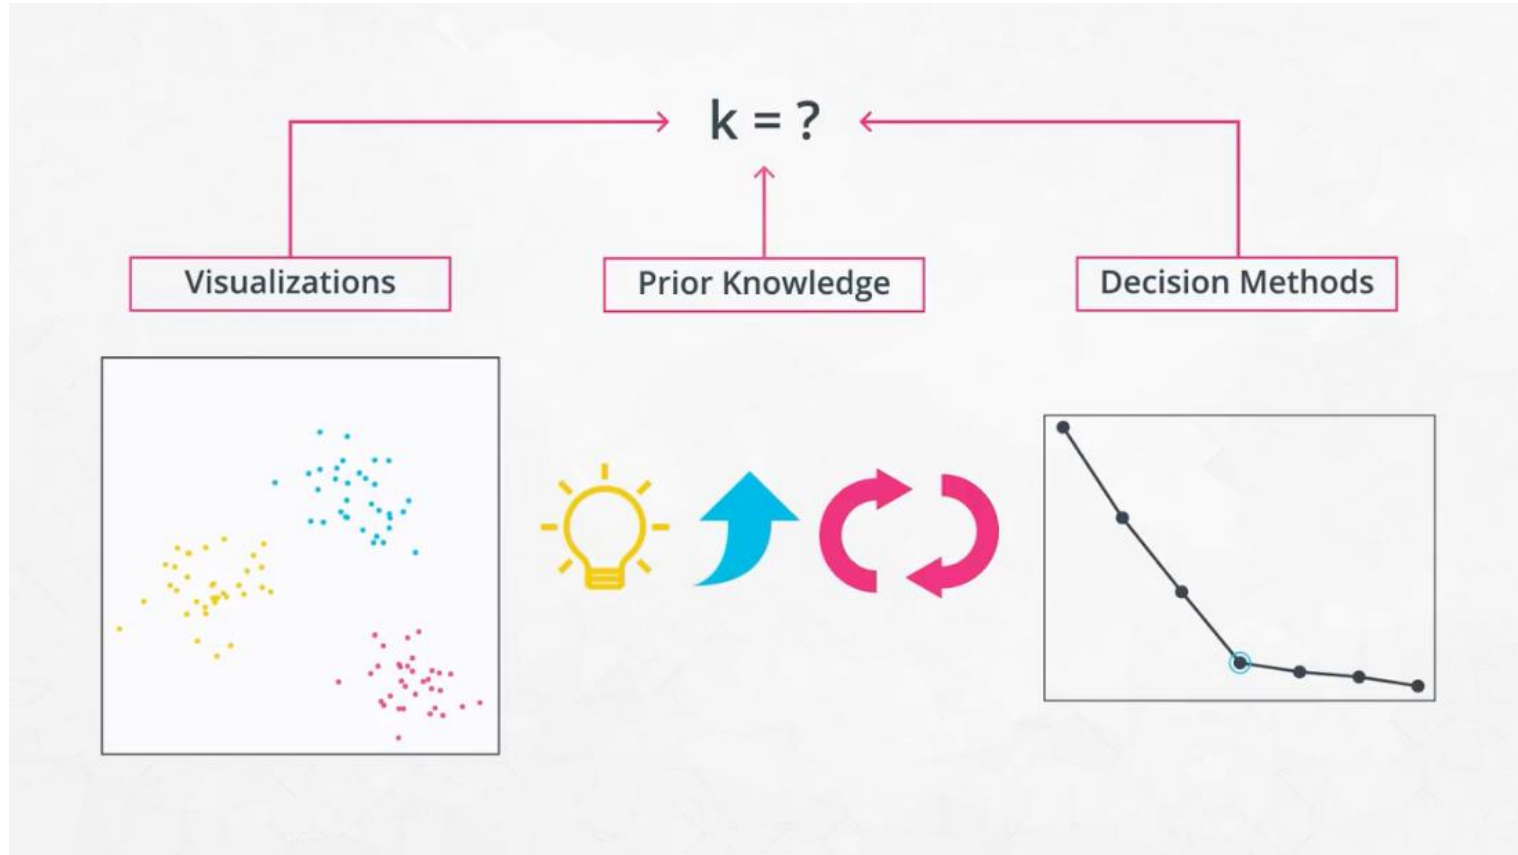 k = ?
Visualizations
Prior Knowledge
Decision Methods